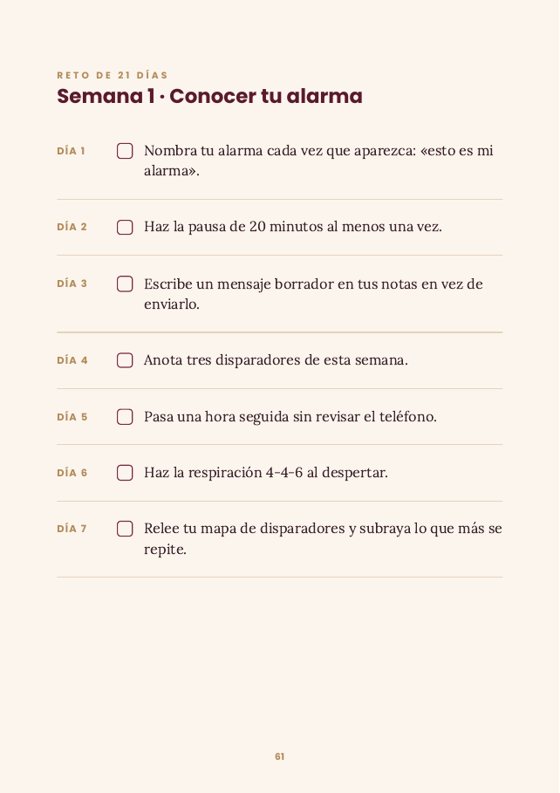 RETO DE 21 DÍAS
Semana 1 · Conocer tu alarma
DÍA 1
Nombra tu alarma cada vez que aparezca: «esto es mi
alarma».
DÍA 2
Haz la pausa de 20 minutos al menos una vez.
DÍA 3
Escribe un mensaje borrador en tus notas en vez de
enviarlo.
DÍA 4
Anota tres disparadores de esta semana.
DÍA 5
Pasa una hora seguida sin revisar el teléfono.
DÍA 6
Haz la respiración 4-4-6 al despertar.
DÍA 7
Relee tu mapa de disparadores y subraya lo que más se
repite.
61